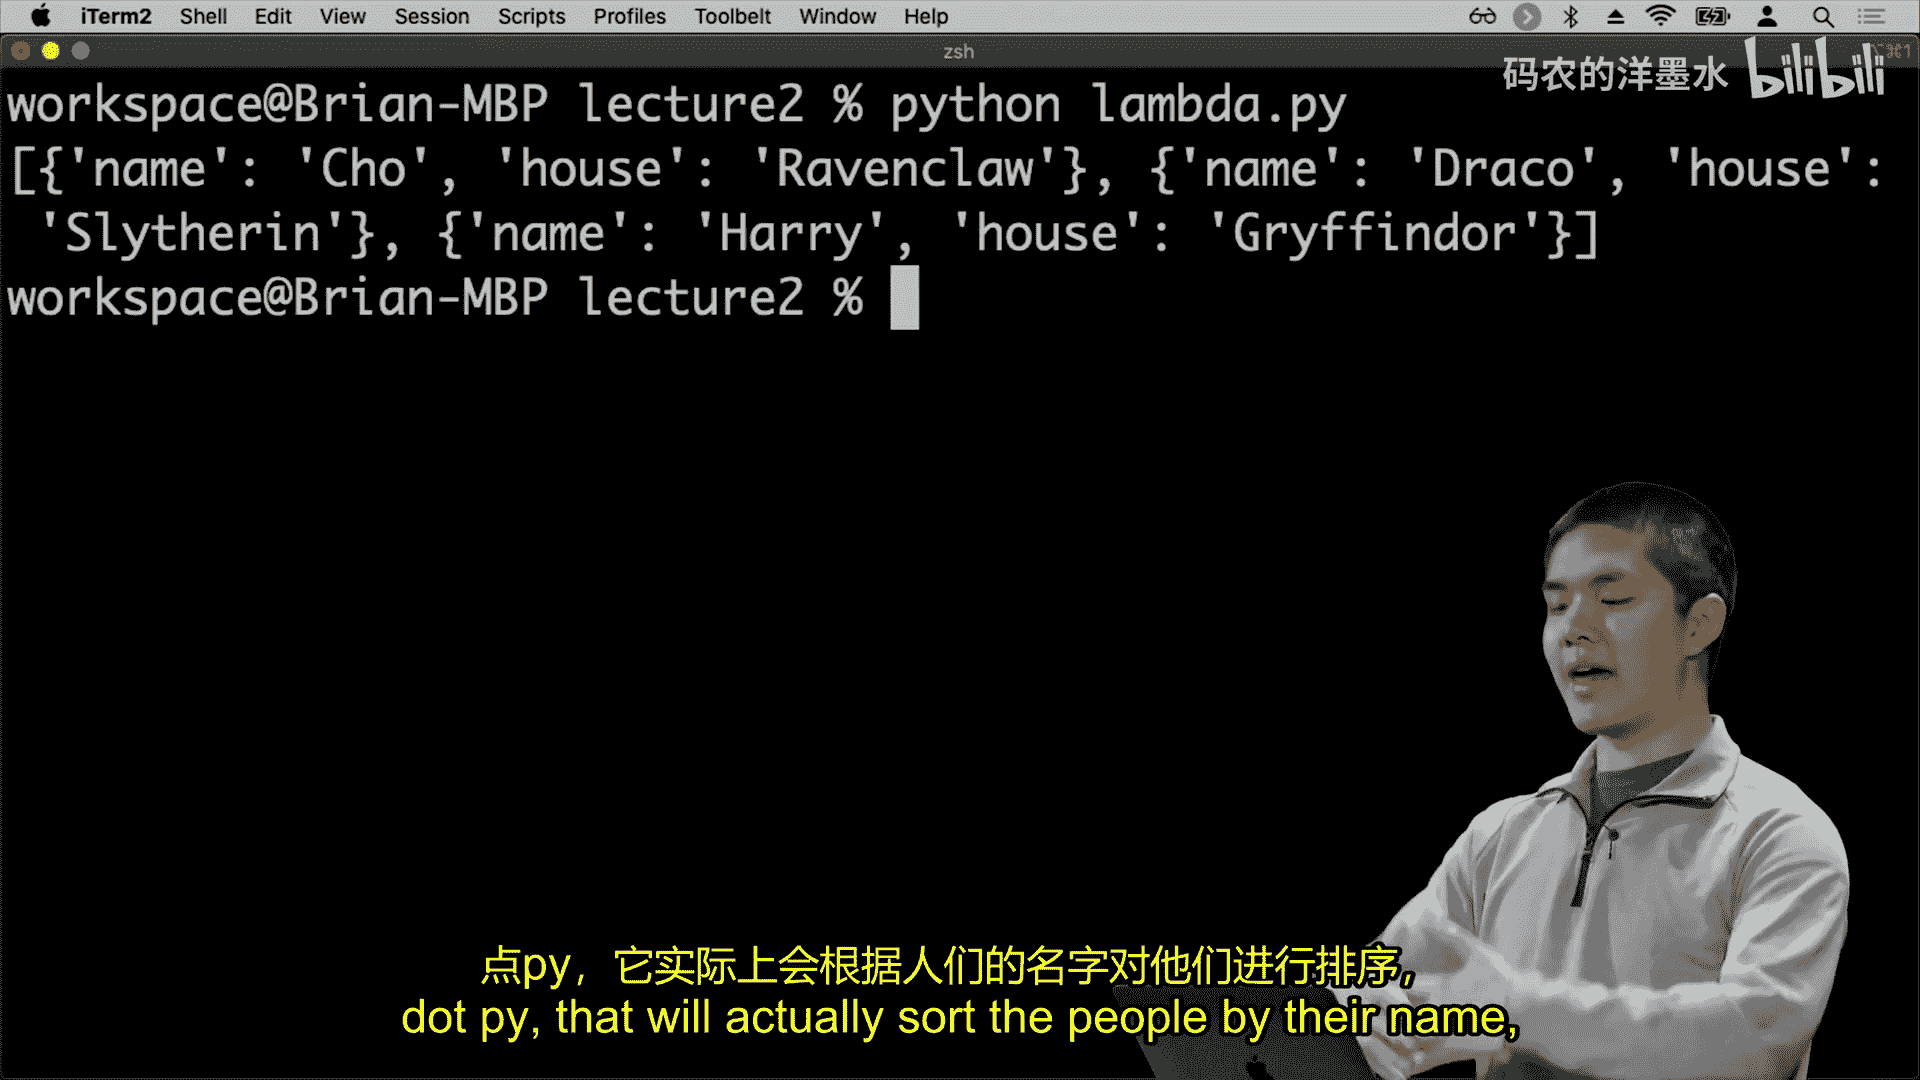 iTerm2 Shell Edit View Session Scripts Profiles Toolbelt Window Help
zsh
⌘1
码农的洋墨水 bilibili
workspace@Brian-MBP lecture2 % python lambda.py
[{'name': 'Cho', 'house': 'Ravenclaw'}, {'name': 'Draco', 'house':
'Slytherin'}, {'name': 'Harry', 'house': 'Gryffindor'}]
workspace@Brian-MBP lecture2 %
点py，它实际上会根据人们的名字对他们进行排序，
dot py, that will actually sort the people by their name,